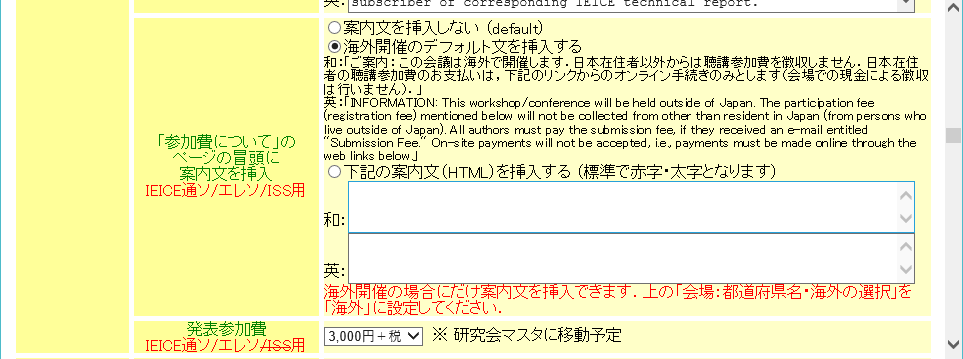 英: subscriber of corresponding IEICE technical report.
「参加費について」の
ページの冒頭に
案内文を挿入
IEICE通ソ/エレソ/ISS用
案内文を挿入しない (default)
海外開催のデフォルト文を挿入する
和:「ご案内：この会議は海外で開催します．日本在住者以外からは聴講参加費を徴収しません．日本在住
者の聴講参加費のお支払いは，下記のリンクからのオンライン手続きのみとします(会場での現金による徴収
は行いません)．」
英:「INFORMATION: This workshop/conference will be held outside of Japan. The participation fee
(registration fee) mentioned below will not be collected from other than resident in Japan (from persons who
live outside of Japan). All authors must pay the submission fee, if they received an e-mail entitled
"Submission Fee." On-site payments will not be accepted, i.e., payments must be made online through the
web links below.」
下記の案内文(HTML)を挿入する (標準で赤字・太字となります)
和:
英:
海外開催の場合にだけ案内文を挿入できます．上の「会場：都道府県名・海外の選択」を
「海外」に設定してください．
発表参加費
IEICE通ソ/エレソ/ISS用
3,000円＋税 ※ 研究会マスタに移動予定